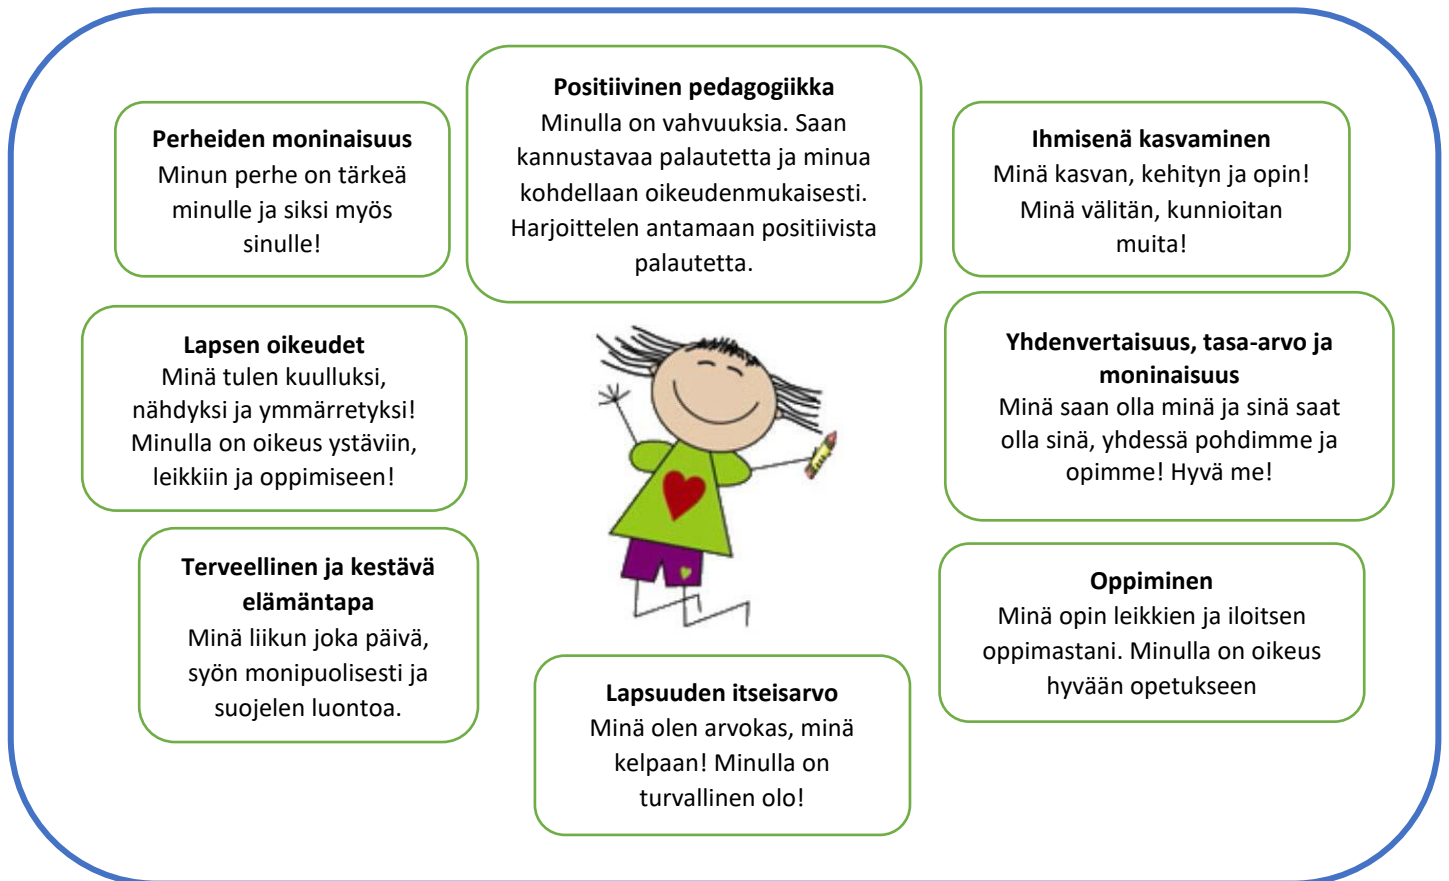 Positiivinen pedagogiikka
Minulla on vahvuuksia. Saan
kannustavaa palautetta ja minua
kohdellaan oikeudenmukaisesti.
Harjoittelen antamaan positiivista
palautetta.
Perheiden moninaisuus
Minun perhe on tärkeä
minulle ja siksi myös
sinulle!
Ihmisenä kasvaminen
Minä kasvan, kehityn ja opin!
Minä välitän, kunnioitan
muita!
Lapsen oikeudet
Minä tulen kuulluksi,
nähdyksi ja ymmärretyksi!
Minulla on oikeus ystäviin,
leikkiin ja oppimiseen!
Yhdenvertaisuus, tasa-arvo ja
moninaisuus
Minä saan olla minä ja sinä saat
olla sinä, yhdessä pohdimme ja
opimme! Hyvä me!
Terveellinen ja kestävä
elämäntapa
Minä liikun joka päivä,
syön monipuolisesti ja
suojelen luontoa.
Oppiminen
Minä opin leikkien ja iloitsen
oppimastani. Minulla on oikeus
hyvään opetukseen
Lapsuuden itseisarvo
Minä olen arvokas, minä
kelpaan! Minulla on
turvallinen olo!